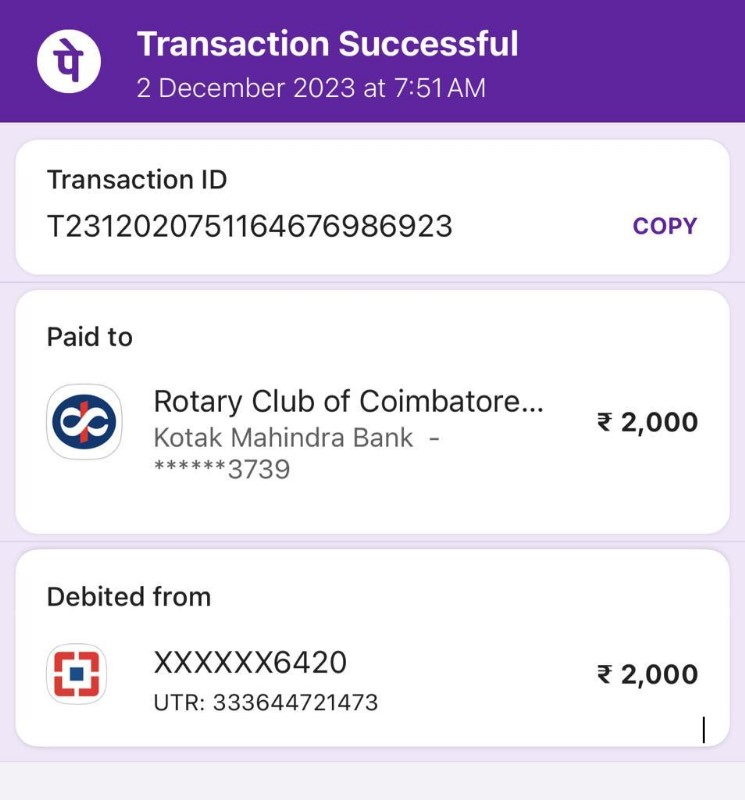 पे
Transaction Successful
2 December 2023 at 7:51 AM
Transaction ID
T2312020751164676986923
COPY
Paid to
Rotary Club of Coimbatore...
₹ 2,000
Kotak Mahindra Bank -
******3739
Debited from
XXXXXX6420
₹ 2,000
UTR: 333644721473